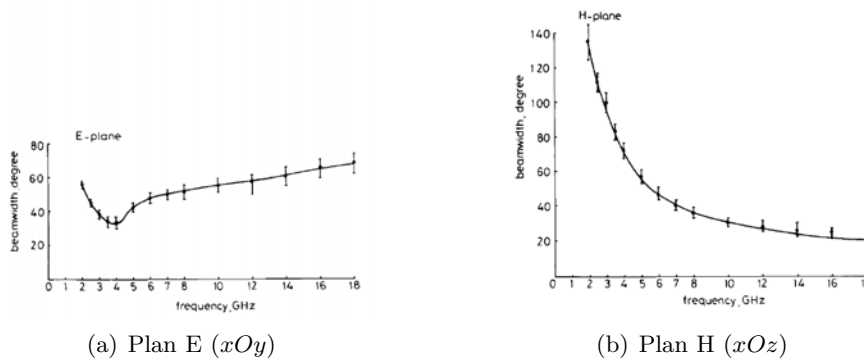 E-plane
beamwidth, degree
80
60
40
20
0 1 2 3 4 5 6 7 8 10 12 14 16 18
frequency, GHz
(a) Plan E (xOy)
H-plane
beamwidth, degree
140
120
100
80
60
40
20
0 1 2 3 4 5 6 7 8 10 12 14 16
frequency, GHz
(b) Plan H (xOz)